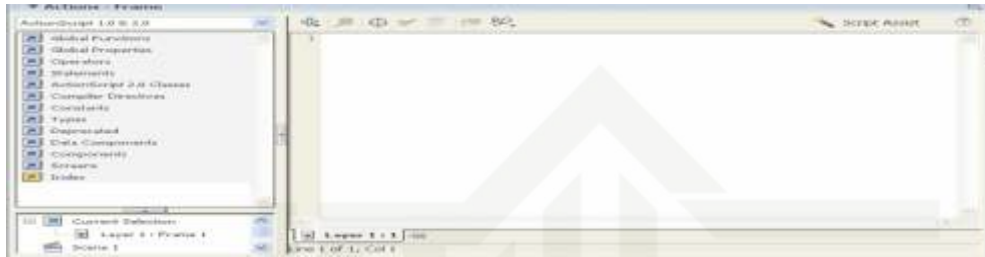 Actions - Frame
ActionScript 1.0 & 2.0
Script Assist
Global Functions
Global Properties
Operators
Statements
ActionScript 2.0 Classes
Compiler Directives
Constants
Types
Deprecated
Data Components
Components
Screens
Index
1
Current Selection
Layer 1 : Frame 1
Scene 1
Layer 1 : 1
Line 1 of 1, Col 1